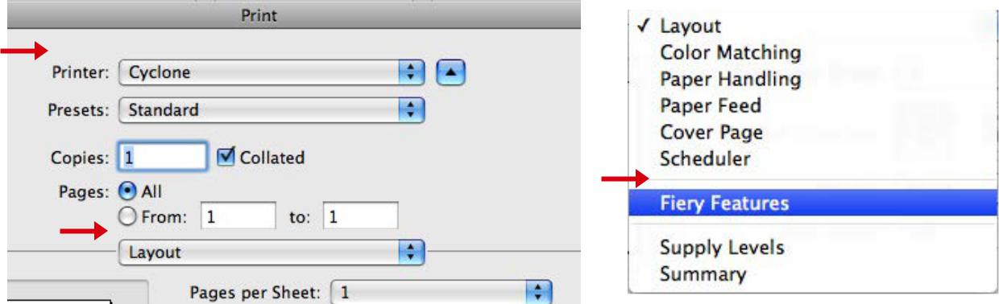 Print
Printer: Cyclone
Presets: Standard
Copies: 1 Collated
Pages: All
From: 1 to: 1
Layout
Pages per Sheet: 1
✓ Layout
Color Matching
Paper Handling
Paper Feed
Cover Page
Scheduler
Fiery Features
Supply Levels
Summary